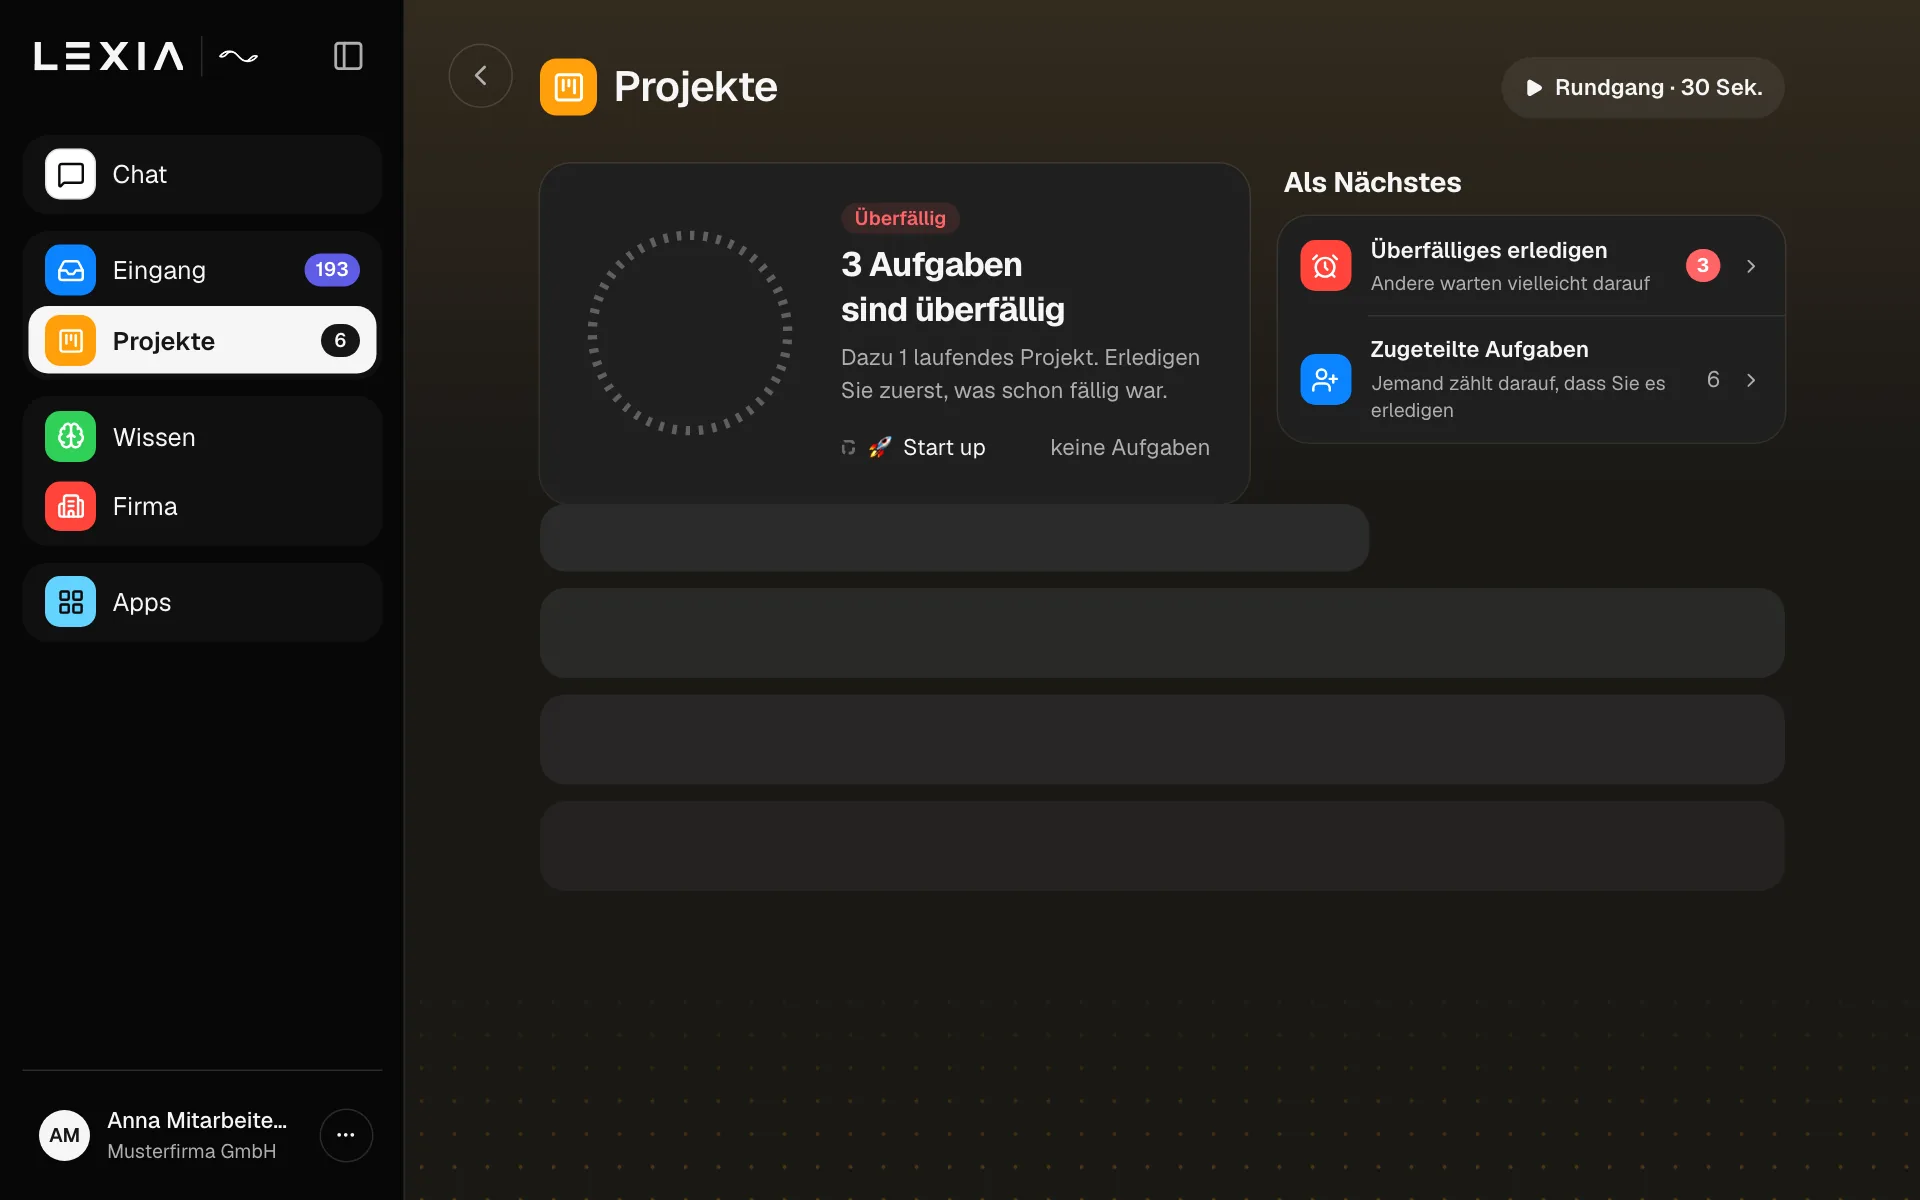 LEXIA
Chat
Eingang 193
Projekte 6
Wissen
Firma
Apps
AM
Anna Mitarbeite...
Musterfirma GmbH
Projekte
Rundgang · 30 Sek.
Überfällig
3 Aufgaben
sind überfällig
Dazu 1 laufendes Projekt. Erledigen
Sie zuerst, was schon fällig war.
🚀 Start up keine Aufgaben
Als Nächstes
Überfälliges erledigen
Andere warten vielleicht darauf
3
Zugeteilte Aufgaben
Jemand zählt darauf, dass Sie es
erledigen
6